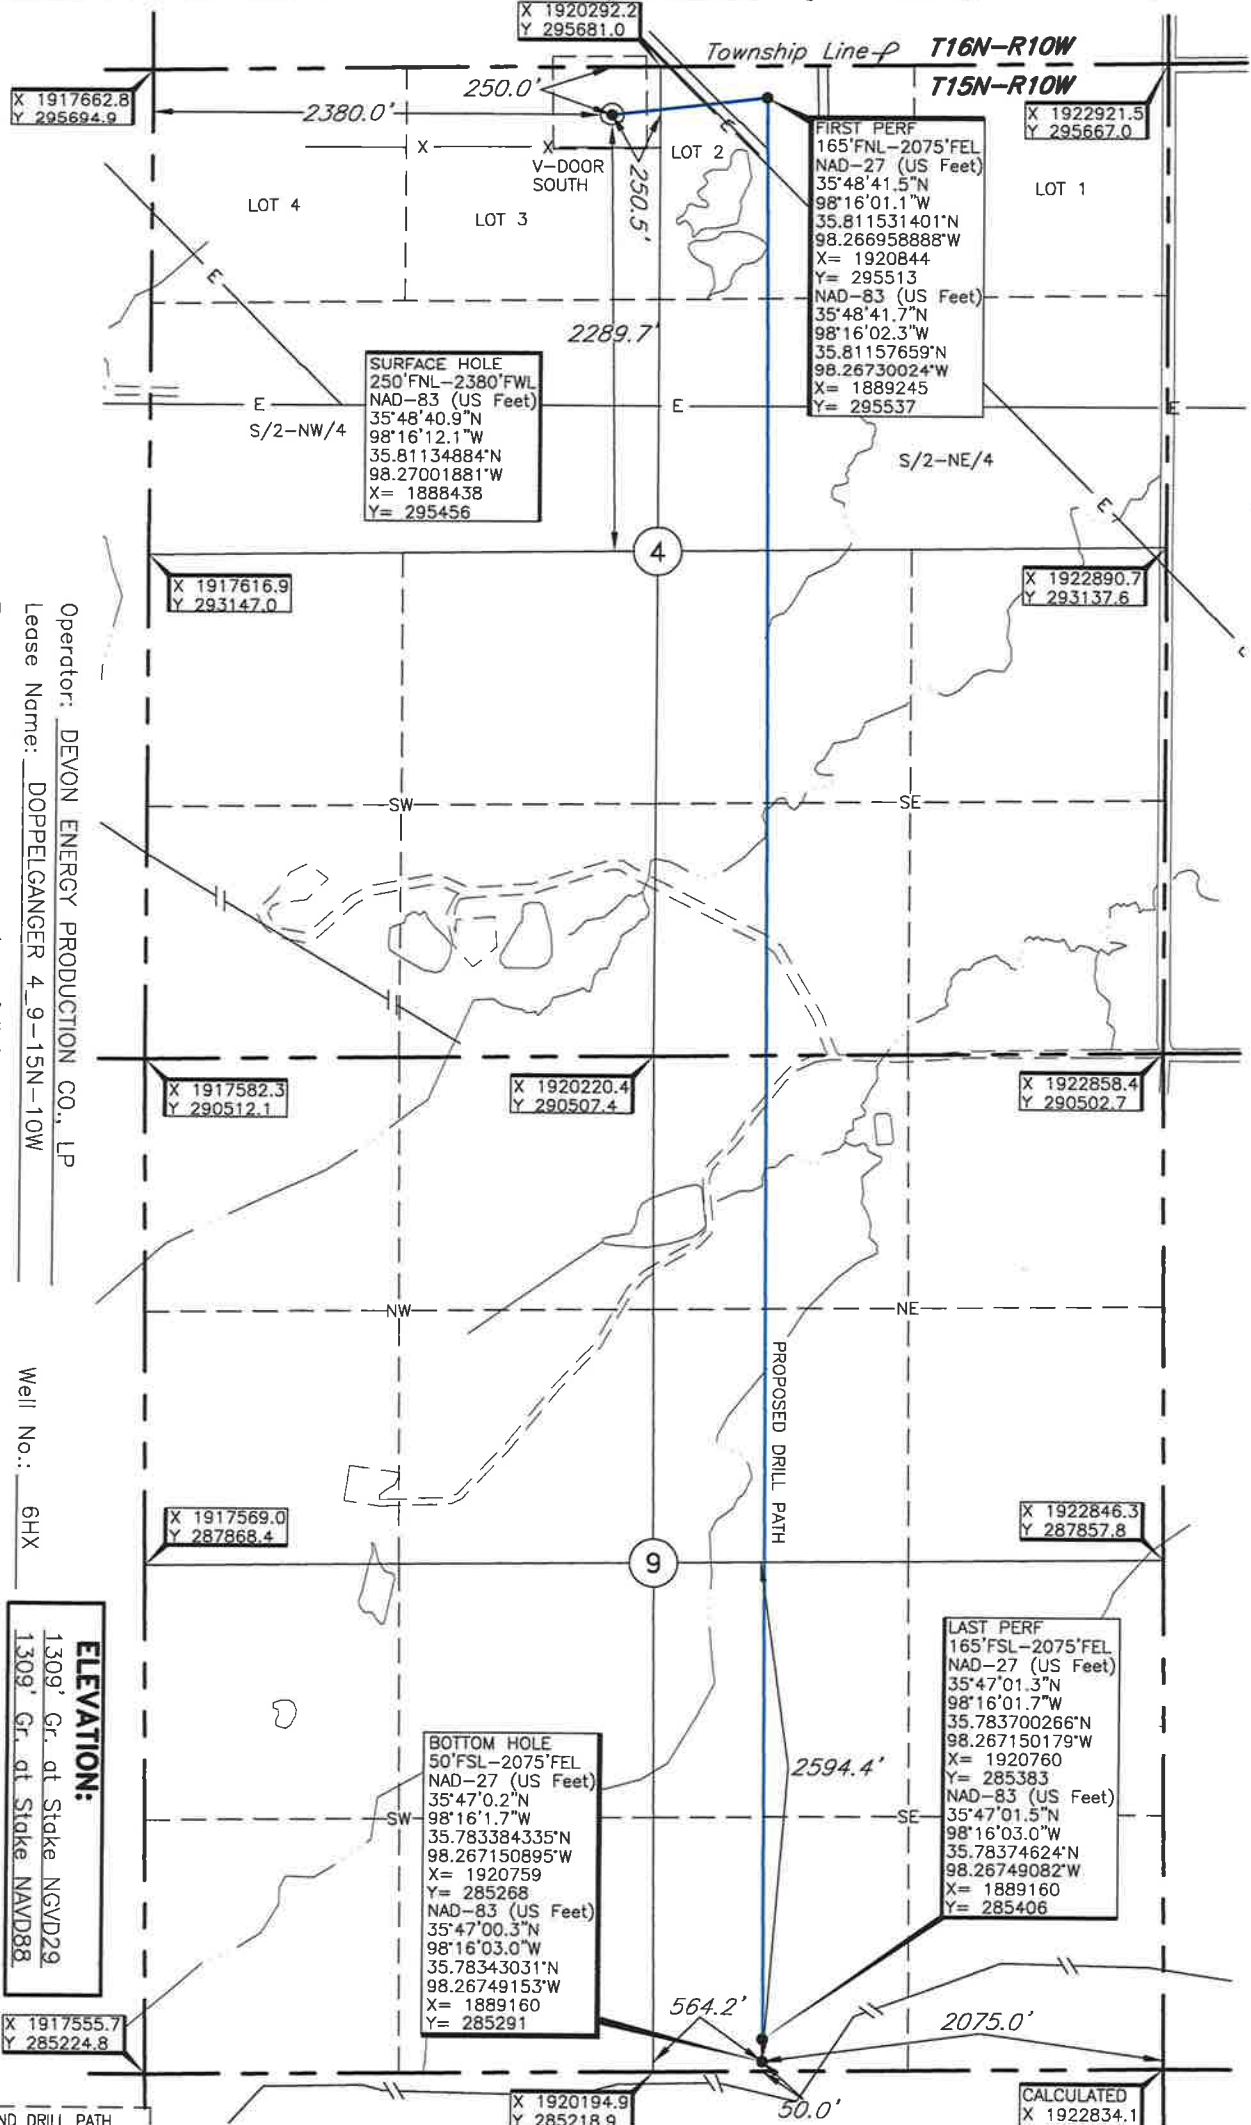 X 1920292.2
Y 295681.0
Township Line
T16N-R10W
T15N-R10W
X 1917662.8
Y 295694.9
2380.0'
250.0'
X 1922921.5
Y 295667.0
E
X
X
V-DOOR
SOUTH
250.5'
LOT 2
LOT 1
LOT 4
LOT 3
FIRST PERF
165'FNL-2075'FEL
NAD-27 (US Feet)
35°48'41.5"N
98°16'01.1"W
35.811531401°N
98.266958888°W
X= 1920844
Y= 295513
NAD-83 (US Feet)
35°48'41.7"N
98°16'02.3"W
35.81157659°N
98.26730024°W
X= 1889245
Y= 295537
E
2289.7'
SURFACE HOLE
250'FNL-2380'FWL
NAD-83 (US Feet)
35°48'40.9"N
98°16'12.1"W
35.81134884°N
98.27001881°W
X= 1888438
Y= 295456
E
E
E
S/2-NW/4
S/2-NE/4
E
4
X 1917616.9
Y 293147.0
X 1922890.7
Y 293137.6
Operator: DEVON ENERGY PRODUCTION CO., LP
Lease Name: DOPPELGANGER 4_9-15N-10W
Well No.: 6HX
SW
SE
X 1917582.3
Y 290512.1
X 1920220.4
Y 290507.4
X 1922858.4
Y 290502.7
NW
NE
PROPOSED DRILL PATH
X 1917569.0
Y 287868.4
X 1922846.3
Y 287857.8
9
ELEVATION:
1309' Gr. at Stake NGVD29
1309' Gr. at Stake NAVD88
LAST PERF
165'FSL-2075'FEL
NAD-27 (US Feet)
35°47'01.3"N
98°16'01.7"W
35.783700266°N
98.267150179°W
X= 1920760
Y= 285383
NAD-83 (US Feet)
35°47'01.5"N
98°16'03.0"W
35.78374624°N
98.26749082°W
X= 1889160
Y= 285406
BOTTOM HOLE
50'FSL-2075'FEL
NAD-27 (US Feet)
35°47'0.2"N
98°16'1.7"W
35.783384335°N
98.267150895°W
X= 1920759
Y= 285268
NAD-83 (US Feet)
35°47'00.3"N
98°16'03.0"W
35.78343031°N
98.26749153°W
X= 1889160
Y= 285291
2594.4'
SW
SE
564.2'
2075.0'
X 1917555.7
Y 285224.8
X 1920194.9
Y 285218.9
50.0'
CALCULATED
X 1922834.1
ND DRILL PATH